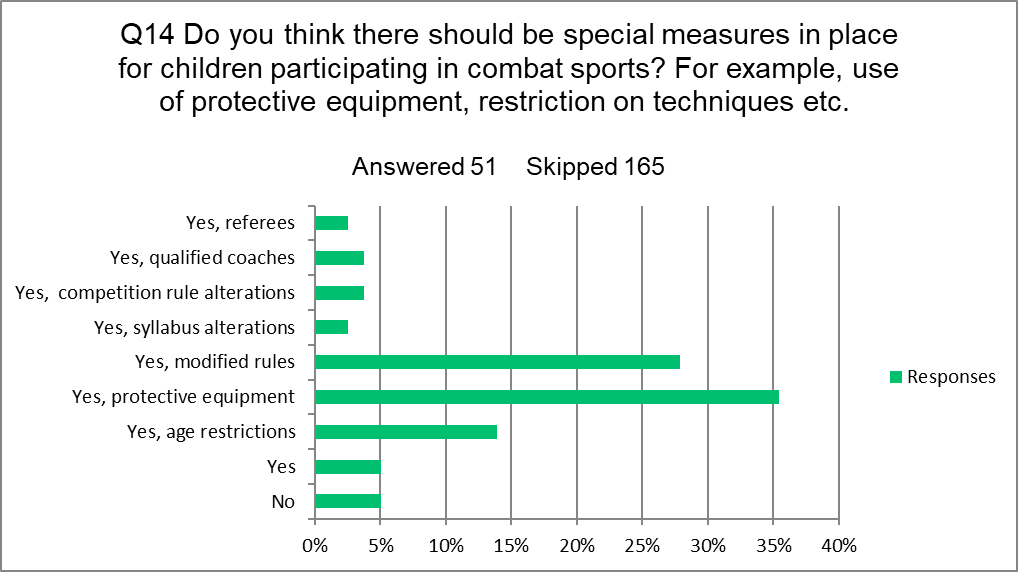 Q14 Do you think there should be special measures in place
for children participating in combat sports? For example, use
of protective equipment, restriction on techniques etc.
Answered 51 Skipped 165
Yes, referees
Yes, qualified coaches
Yes, competition rule alterations
Yes, syllabus alterations
Yes, modified rules
Yes, protective equipment
Yes, age restrictions
Yes
No
Responses
0% 5% 10% 15% 20% 25% 30% 35% 40%